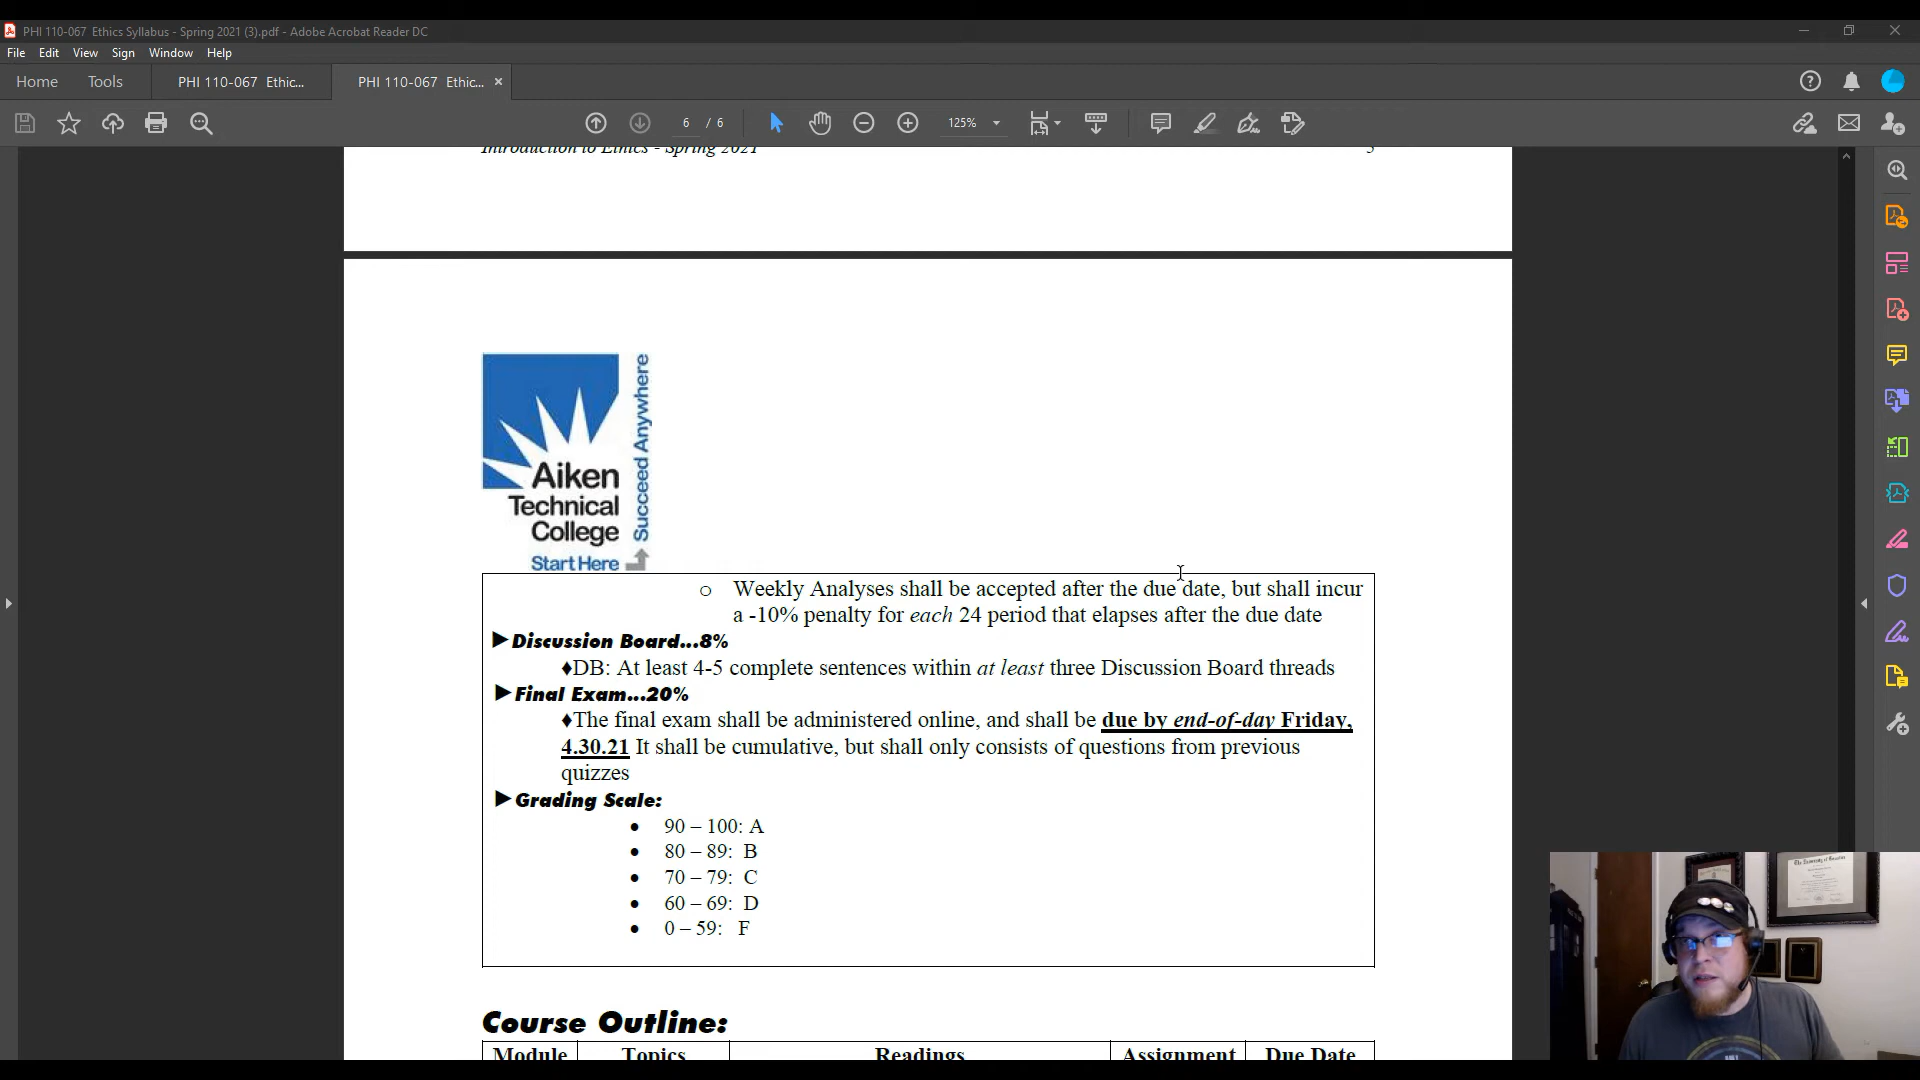 PHI 110-067 Ethics Syllabus - Spring 2021 (3).pdf - Adobe Acrobat Reader DC
File Edit View Sign Window Help
Home Tools PHI 110-067 Ethic... PHI 110-067 Ethic... ×
6 / 6 125%
Introduction to Ethics - Spring 2021 5
Aiken
Technical
College
Start Here
Succeed Anywhere
o Weekly Analyses shall be accepted after the due date, but shall incur
a -10% penalty for each 24 period that elapses after the due date
►Discussion Board...8%
♦DB: At least 4-5 complete sentences within at least three Discussion Board threads
►Final Exam...20%
♦The final exam shall be administered online, and shall be due by end-of-day Friday,
4.30.21 It shall be cumulative, but shall only consists of questions from previous
quizzes
►Grading Scale:
• 90 – 100: A
• 80 – 89: B
• 70 – 79: C
• 60 – 69: D
• 0 – 59: F
Course Outline:
Module Topics Readings Assignment Due Date